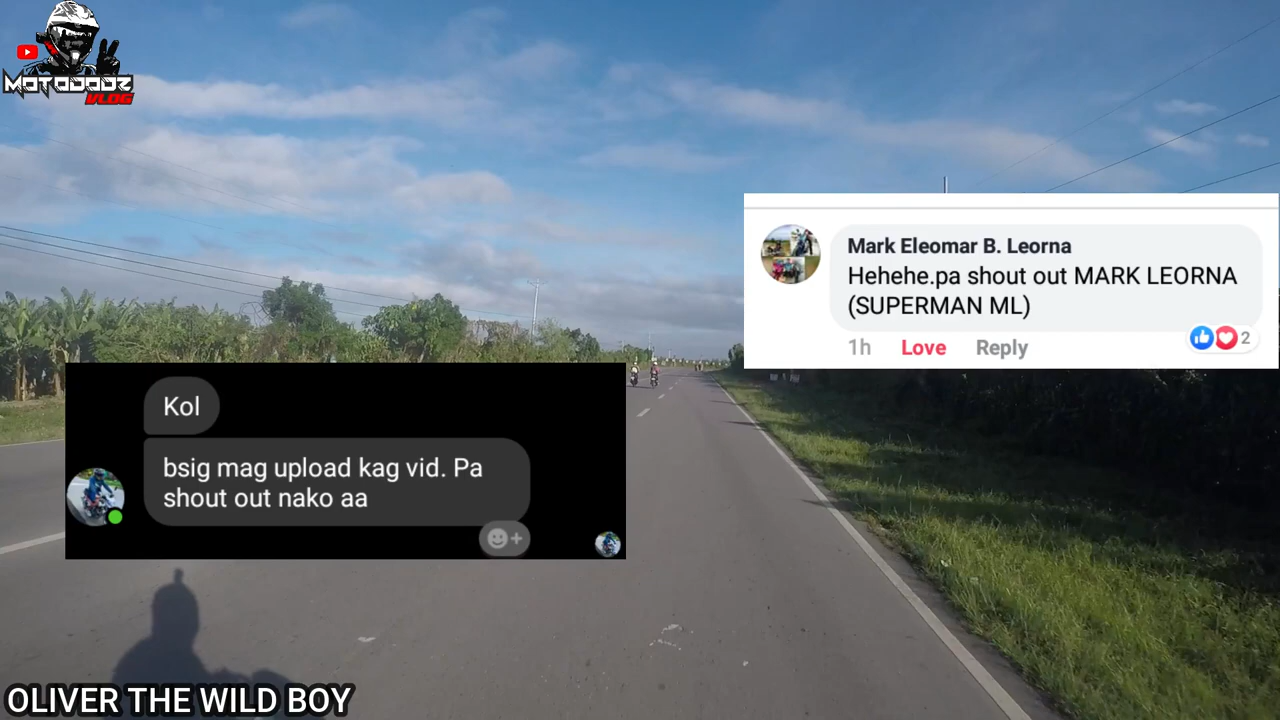 MOTODODZ
VLOG
Mark Eleomar B. Leorna
Hehehe.pa shout out MARK LEORNA
(SUPERMAN ML)
1h Love Reply 2
Kol
bsig mag upload kag vid. Pa
shout out nako aa
OLIVER THE WILD BOY